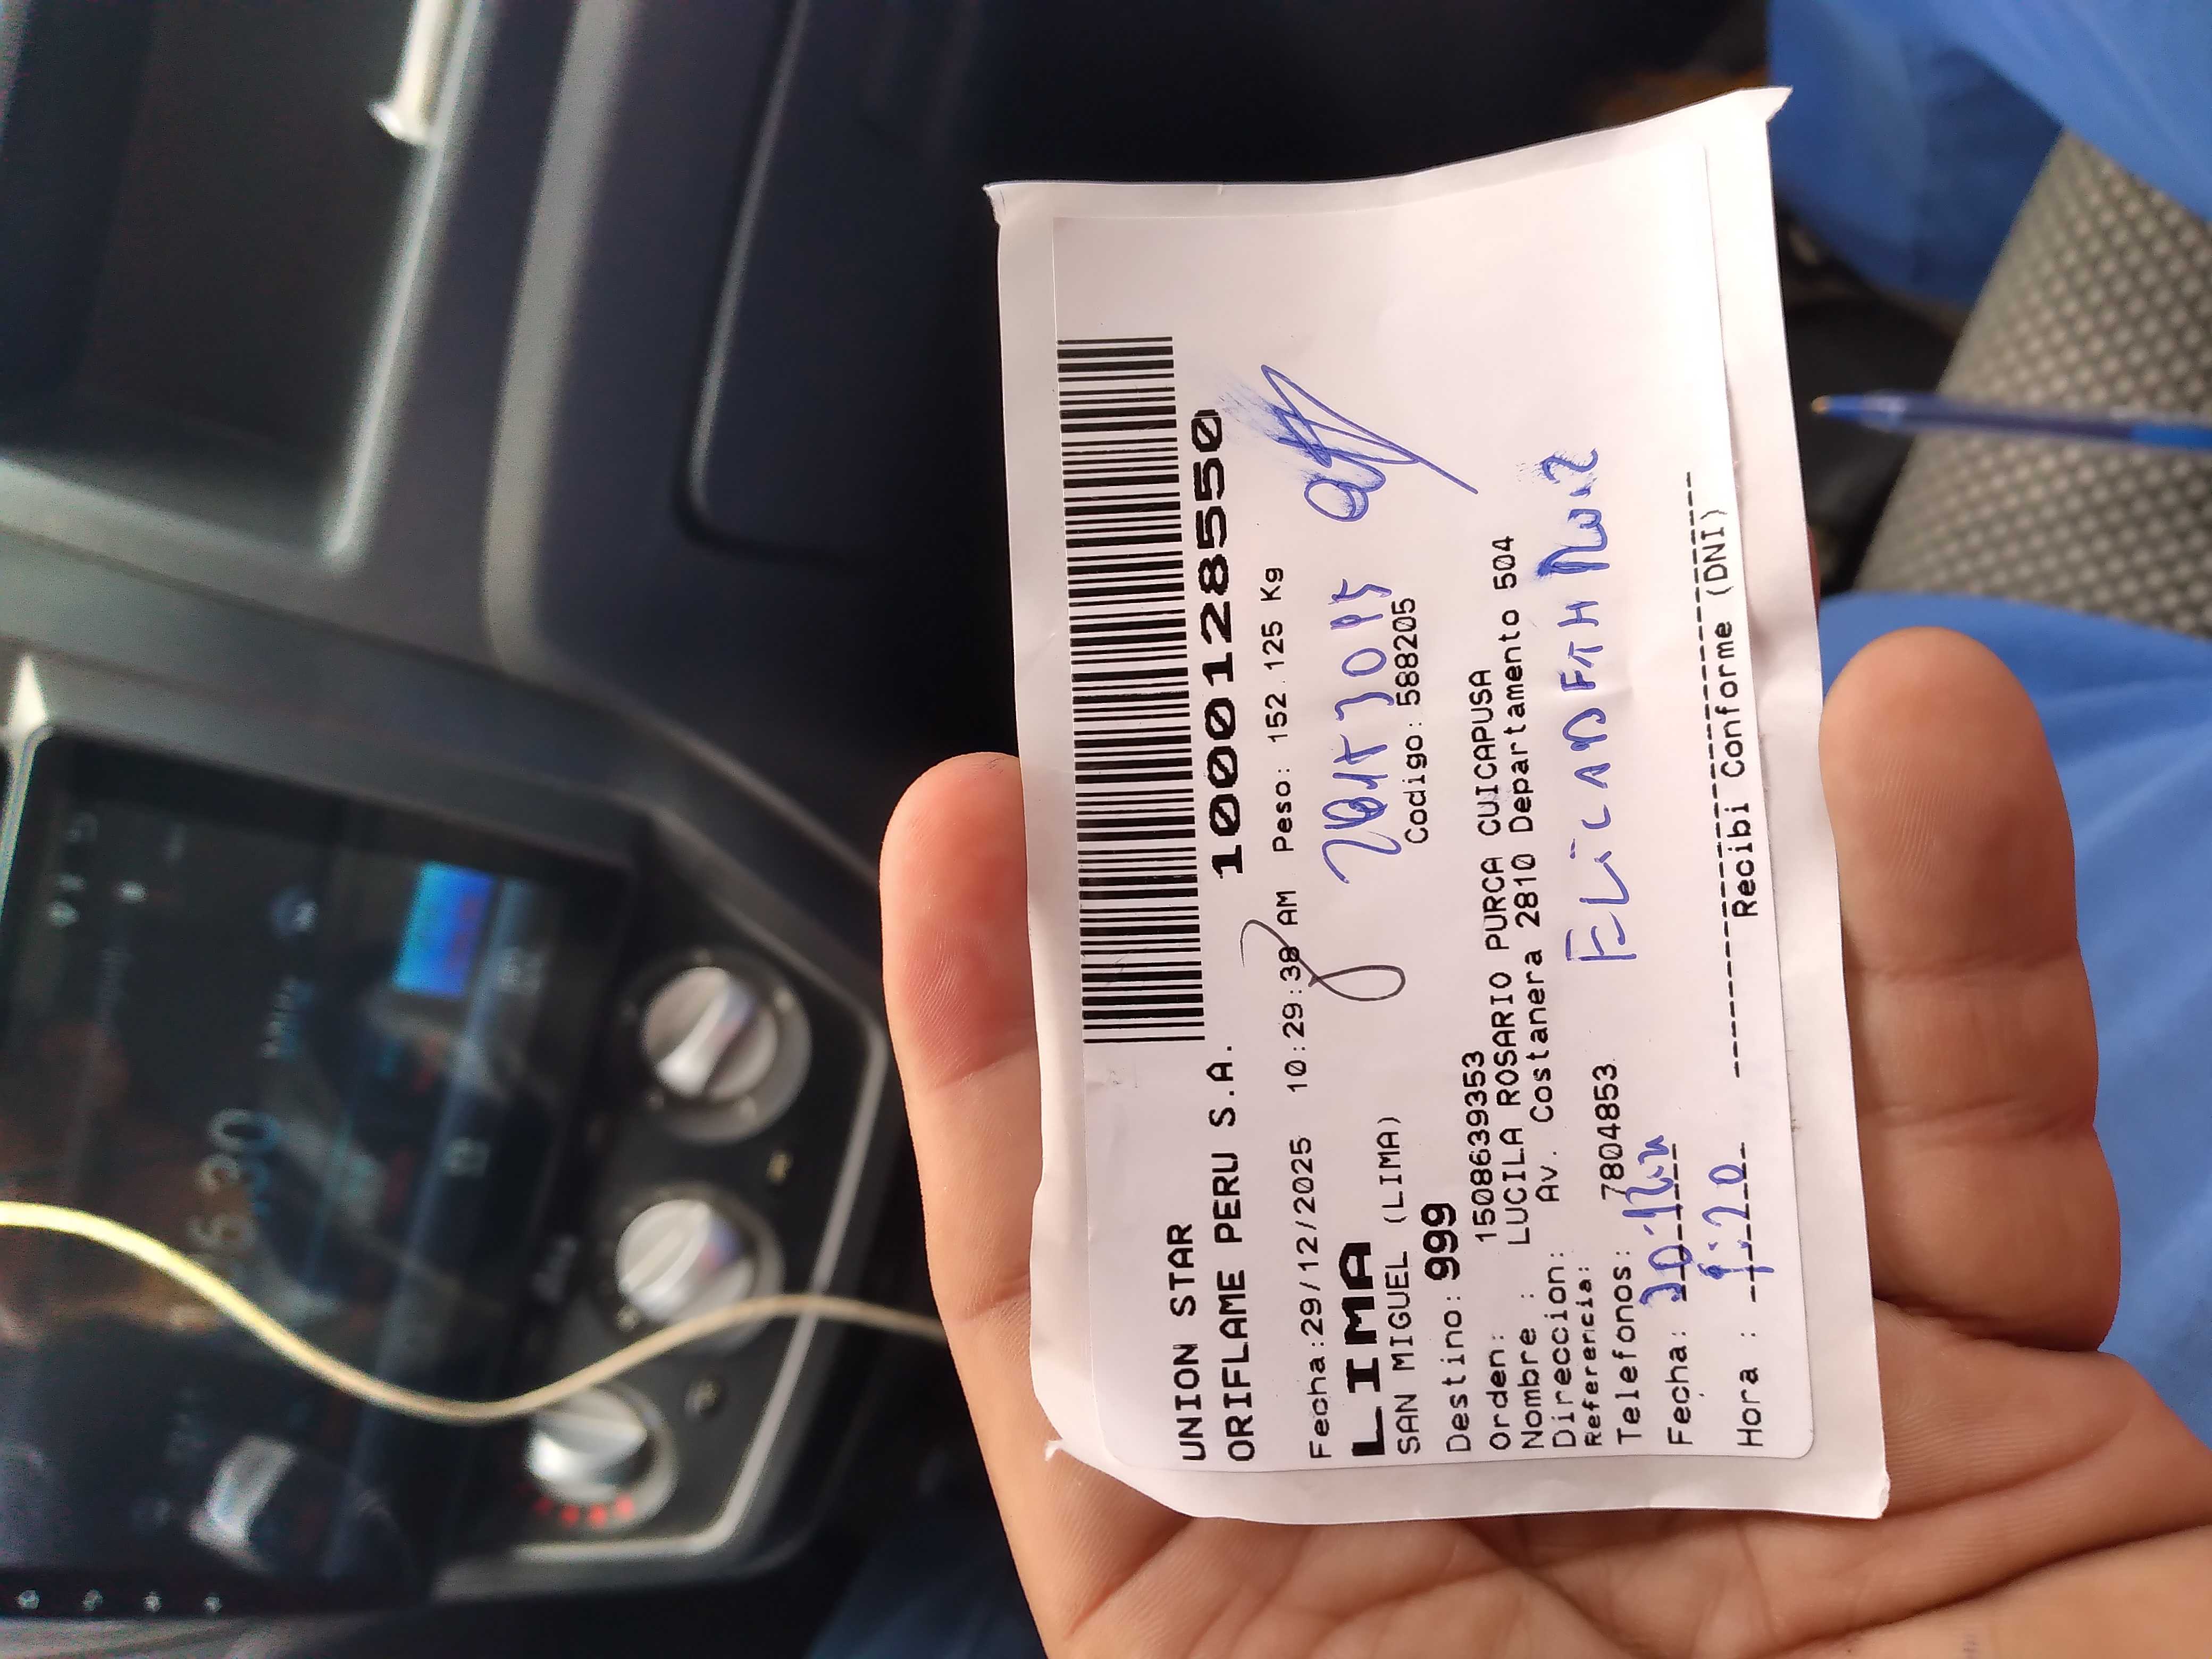 UNION STAR
ORIFLAME PERU S.A.
1000128550
Fecha:29/12/2025 10:29:38 AM Peso: 152.125 Kg
LIMA
SAN MIGUEL (LIMA)
Codigo: 588205
Destino: 999
Orden: 1508639353
Nombre : LUCILA ROSARIO PURCA CUICAPUSA
Direccion: Av. Costanera 2810 Departamento 504
Referencia:
Telefonos: 7804853
Fecha:
Hora : 1:20
Recibi Conforme (DNI)